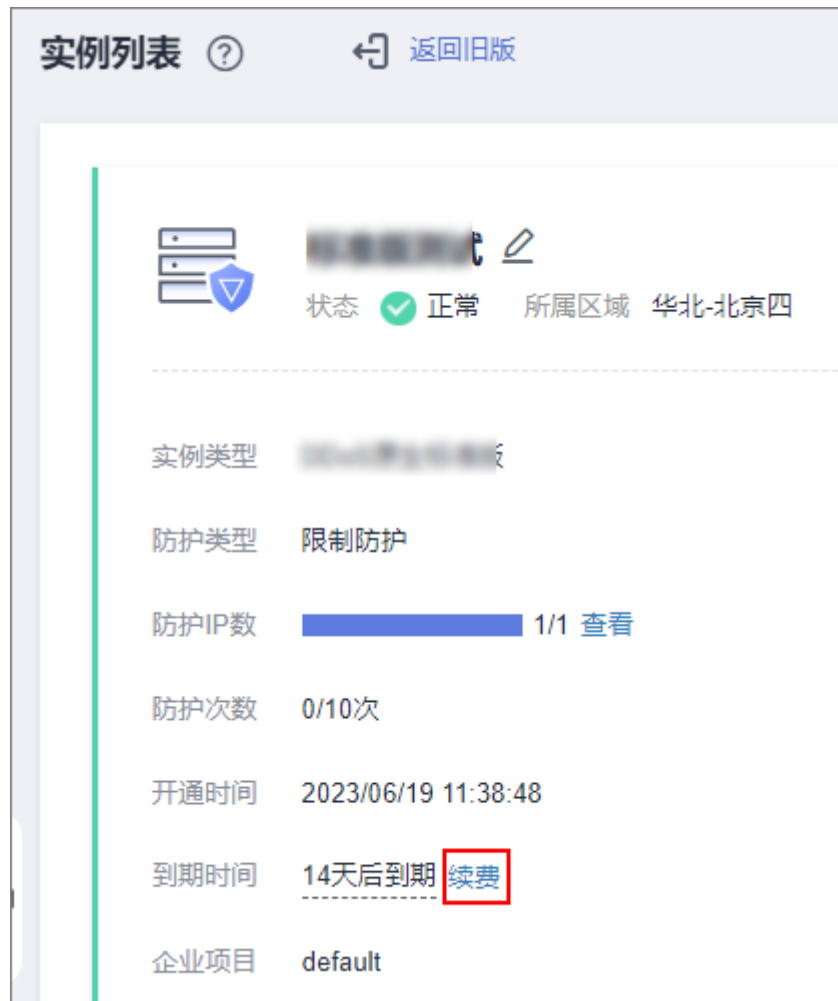 实例列表 返回旧版
状态 正常 所属区域 华北-北京四
实例类型
防护类型 限制防护
防护IP数 1/1 查看
防护次数 0/10次
开通时间 2023/06/19 11:38:48
到期时间 14天后到期 续费
企业项目 default